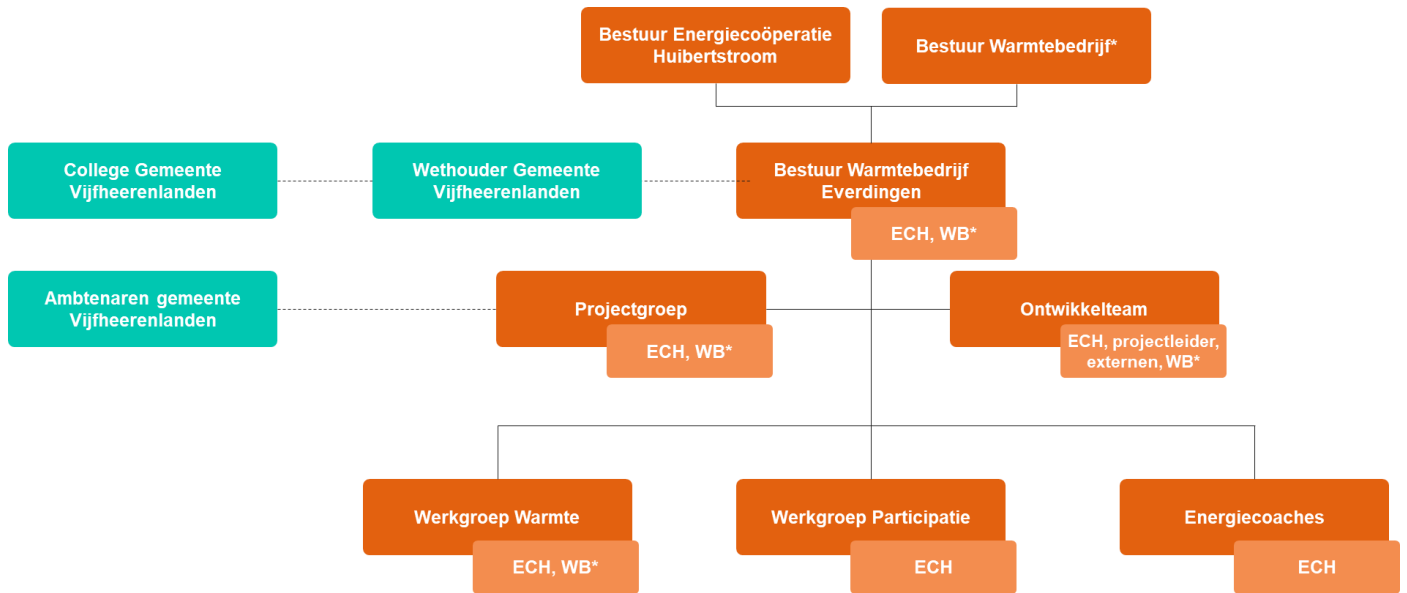 Bestuur Energiecoöperatie
Huibertstroom
Bestuur Warmtebedrijf*
College Gemeente
Vijfheerenlanden
Wethouder Gemeente
Vijfheerenlanden
Bestuur Warmtebedrijf
Everdingen
ECH, WB*
Ambtenaren gemeente
Vijfheerenlanden
Projectgroep
ECH, WB*
Ontwikkelteam
ECH, projectleider,
externen, WB*
Werkgroep Warmte
ECH, WB*
Werkgroep Participatie
ECH
Energiecoaches
ECH